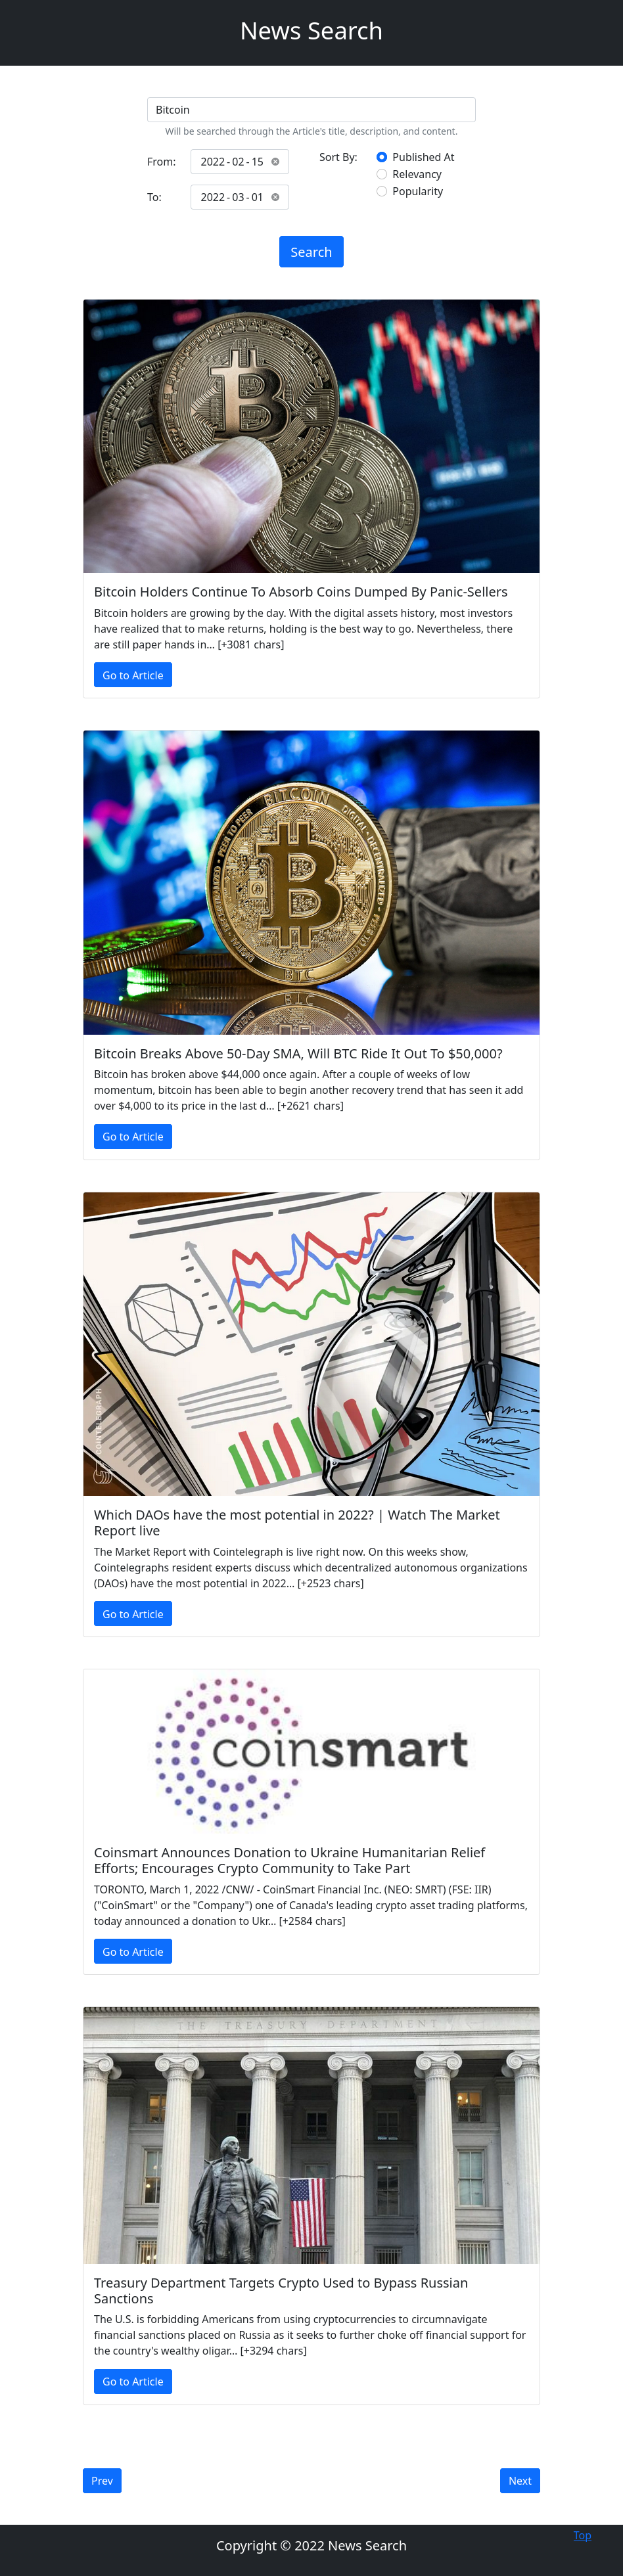 News Search
Bitcoin
Will be searched through the Article's title, description, and content.
From:
2022-02-15
Sort By:
Published At
Relevancy
Popularity
To:
2022-03-01
Search
BITCOIN
DIGITAL
DECENTRALIZED
PEER TO PEER
BTC
Bitcoin Holders Continue To Absorb Coins Dumped By Panic-Sellers
Bitcoin holders are growing by the day. With the digital assets history, most investors
have realized that to make returns, holding is the best way to go. Nevertheless, there
are still paper hands in... [+3081 chars]
Go to Article
Bitcoin Breaks Above 50-Day SMA, Will BTC Ride It Out To $50,000?
Bitcoin has broken above $44,000 once again. After a couple of weeks of low
momentum, bitcoin has been able to begin another recovery trend that has seen it add
over $4,000 to its price in the last d... [+2621 chars]
Go to Article
COINTELEGRAPH
Which DAOs have the most potential in 2022? | Watch The Market
Report live
The Market Report with Cointelegraph is live right now. On this weeks show,
Cointelegraphs resident experts discuss which decentralized autonomous organizations
(DAOs) have the most potential in 2022... [+2523 chars]
Go to Article
coinsmart
Coinsmart Announces Donation to Ukraine Humanitarian Relief
Efforts; Encourages Crypto Community to Take Part
TORONTO, March 1, 2022 /CNW/ - CoinSmart Financial Inc. (NEO: SMRT) (FSE: IIR)
("CoinSmart" or the "Company") one of Canada's leading crypto asset trading platforms,
today announced a donation to Ukr... [+2584 chars]
Go to Article
THE TREASURY DEPARTMENT
Treasury Department Targets Crypto Used to Bypass Russian
Sanctions
The U.S. is forbidding Americans from using cryptocurrencies to circumnavigate
financial sanctions placed on Russia as it seeks to further choke off financial support for
the country's wealthy oligar... [+3294 chars]
Go to Article
Prev
Next
Top
Copyright © 2022 News Search